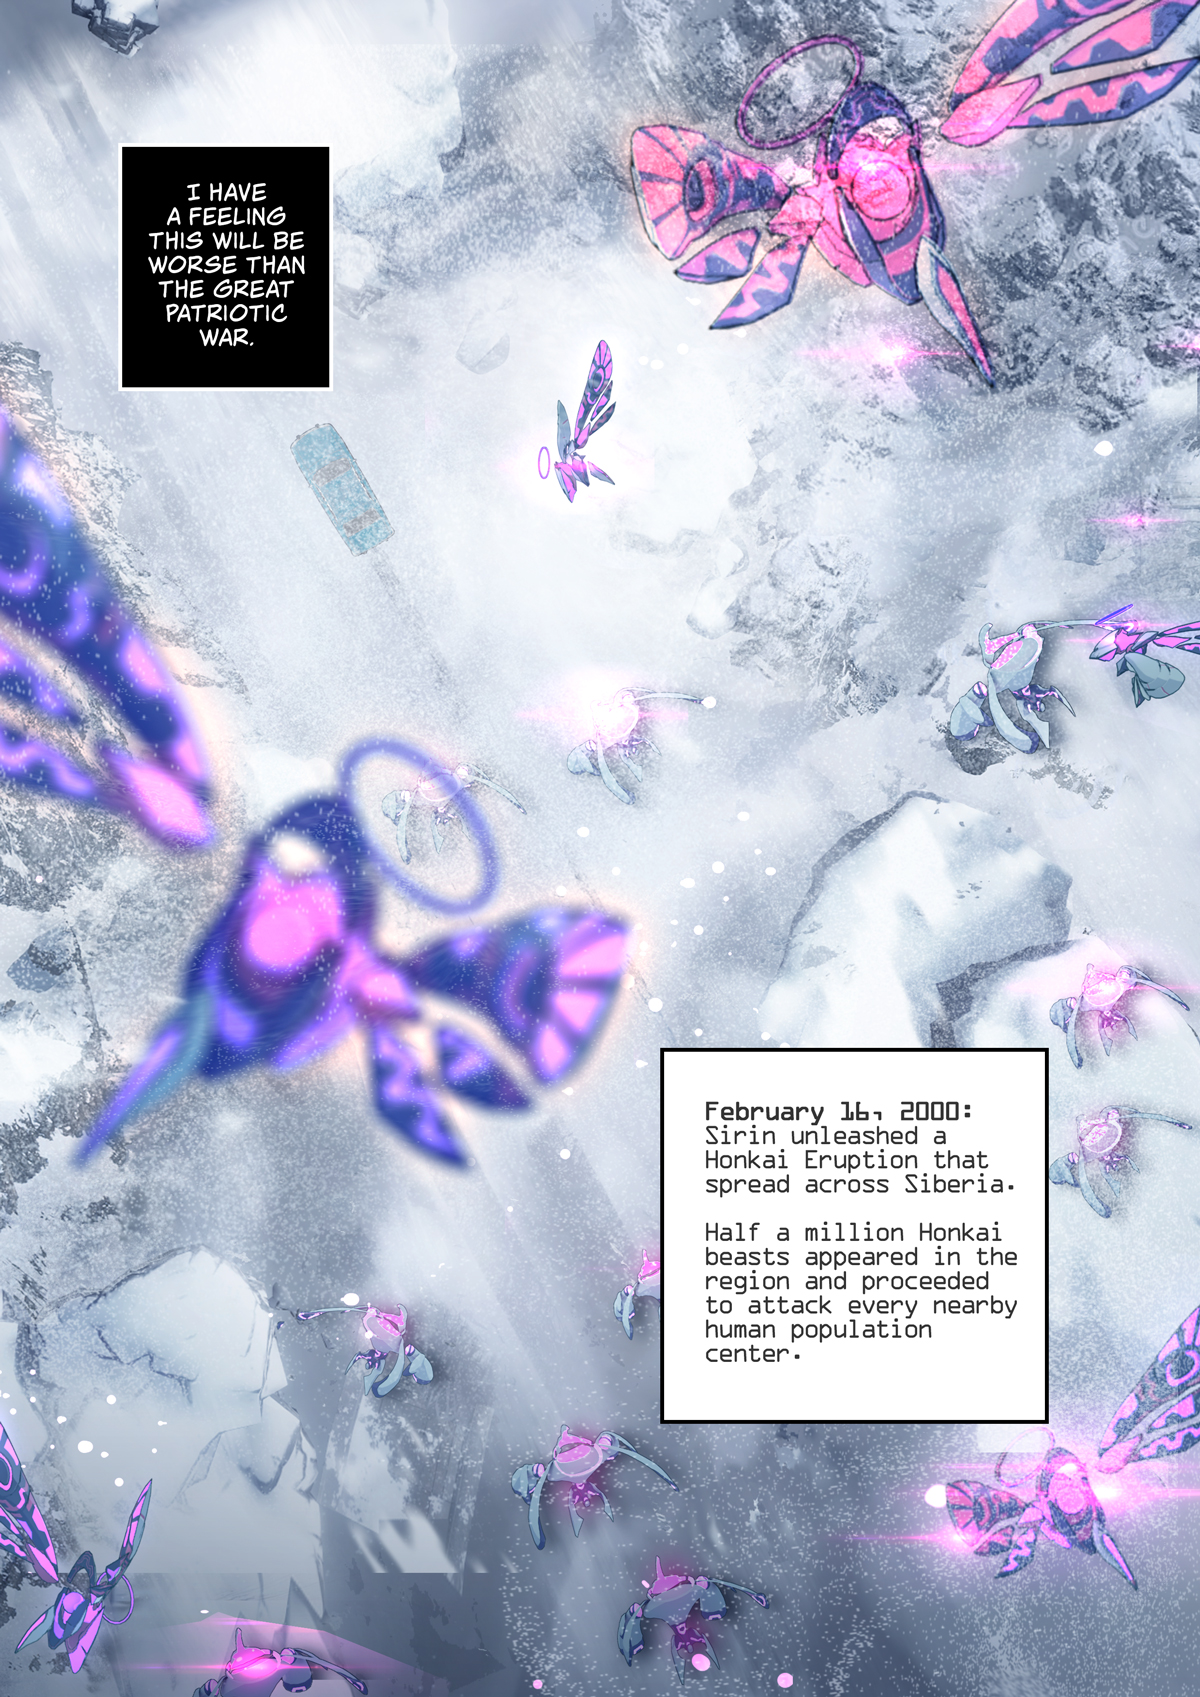 I HAVE
A FEELING
THIS WILL BE
WORSE THAN
THE GREAT
PATRIOTIC
WAR.
February 16, 2000:
Sirin unleashed a
Honkai Eruption that
spread across Siberia.
Half a million Honkai
beasts appeared in the
region and proceeded
to attack every nearby
human population
center.